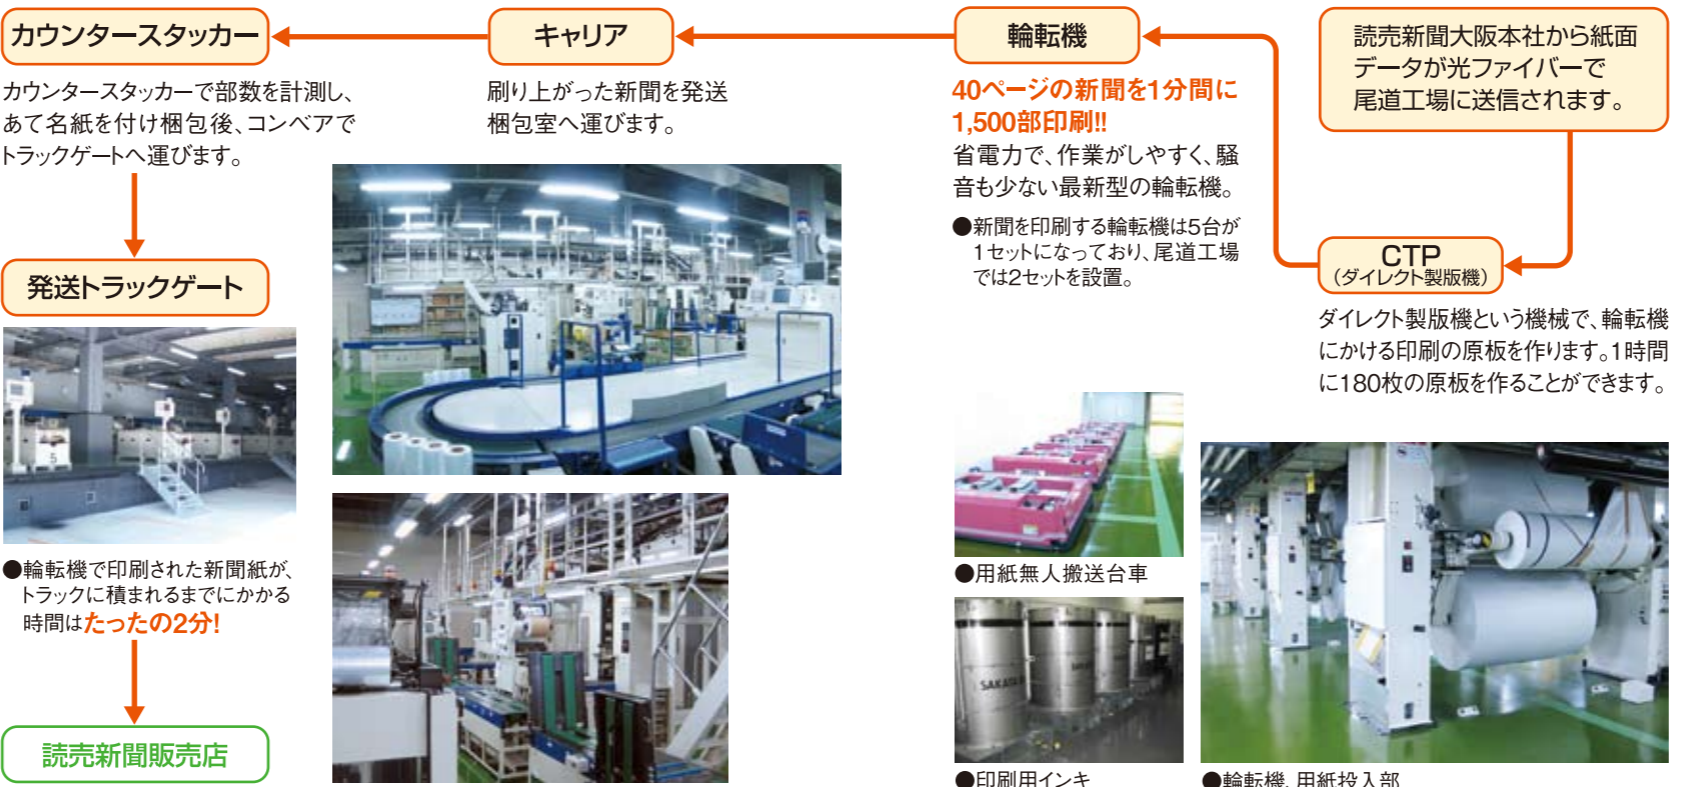 読売新聞大阪本社から紙面
データが光ファイバーで
尾道工場に送信されます。
CTP
（ダイレクト製版機）
ダイレクト製版機という機械で、輪転機
にかける印刷の原板を作ります。1時間
に180枚の原板を作ることができます。
輪転機
40ページの新聞を1分間に
1,500部印刷!!
省電力で、作業がしやすく、騒
音も少ない最新型の輪転機。
●新聞を印刷する輪転機は5台が
1セットになっており、尾道工場
では2セットを設置。
キャリア
刷り上がった新聞を発送
梱包室へ運びます。
カウンタースタッカー
カウンタースタッカーで部数を計測し、
あて名紙を付け梱包後、コンベアで
トラックゲートへ運びます。
発送トラックゲート
5
●輪転機で印刷された新聞紙が、
トラックに積まれるまでにかかる
時間はたったの2分!
読売新聞販売店
●用紙無人搬送台車
SAKATA
●印刷用インキ
●輪転機、用紙投入部